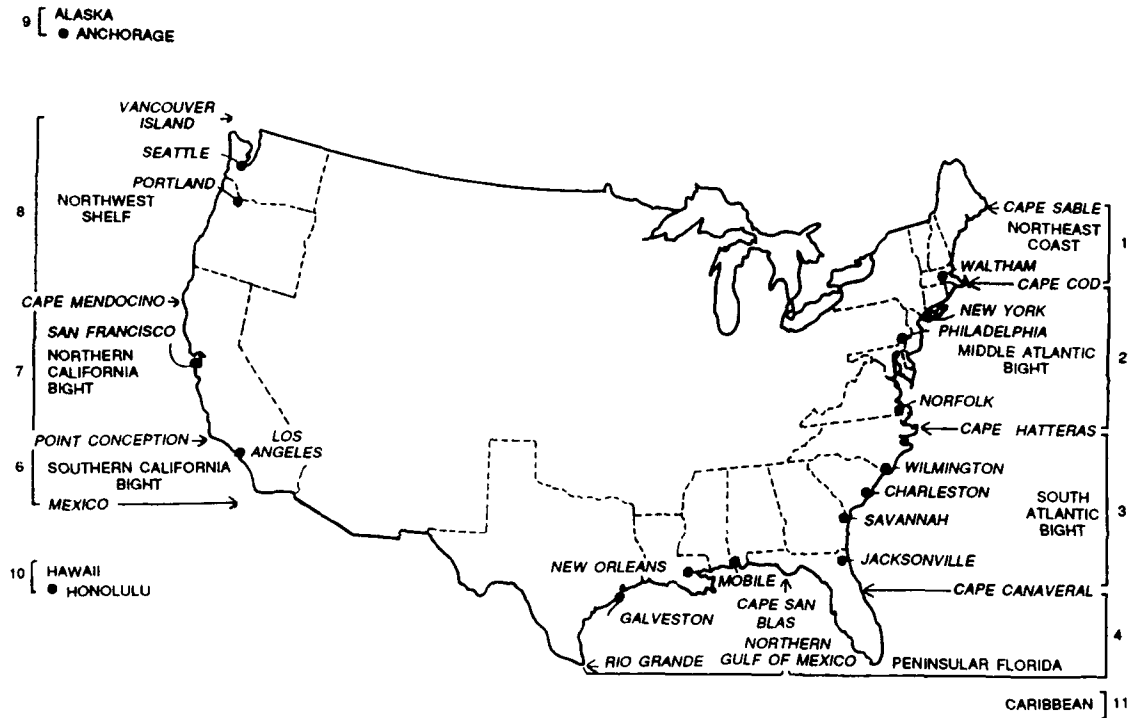 9
ALASKA
ANCHORAGE
VANCOUVER
ISLAND
SEATTLE
PORTLAND
NORTHWEST
SHELF
8
CAPE MENDOCINO
SAN FRANCISCO
NORTHERN
CALIFORNIA
BIGHT
7
POINT CONCEPTION
LOS
ANGELES
6
SOUTHERN CALIFORNIA
BIGHT
MEXICO
10
HAWAII
HONOLULU
CAPE SABLE
NORTHEAST
COAST
1
WALTHAM
CAPE COD
NEW YORK
PHILADELPHIA
MIDDLE ATLANTIC
BIGHT
2
NORFOLK
CAPE HATTERAS
WILMINGTON
CHARLESTON
SOUTH
ATLANTIC
BIGHT
3
SAVANNAH
JACKSONVILLE
CAPE CANAVERAL
NEW ORLEANS
MOBILE
CAPE SAN
BLAS
GALVESTON
NORTHERN
GULF OF MEXICO
RIO GRANDE
PENINSULAR FLORIDA
4
CARIBBEAN
11